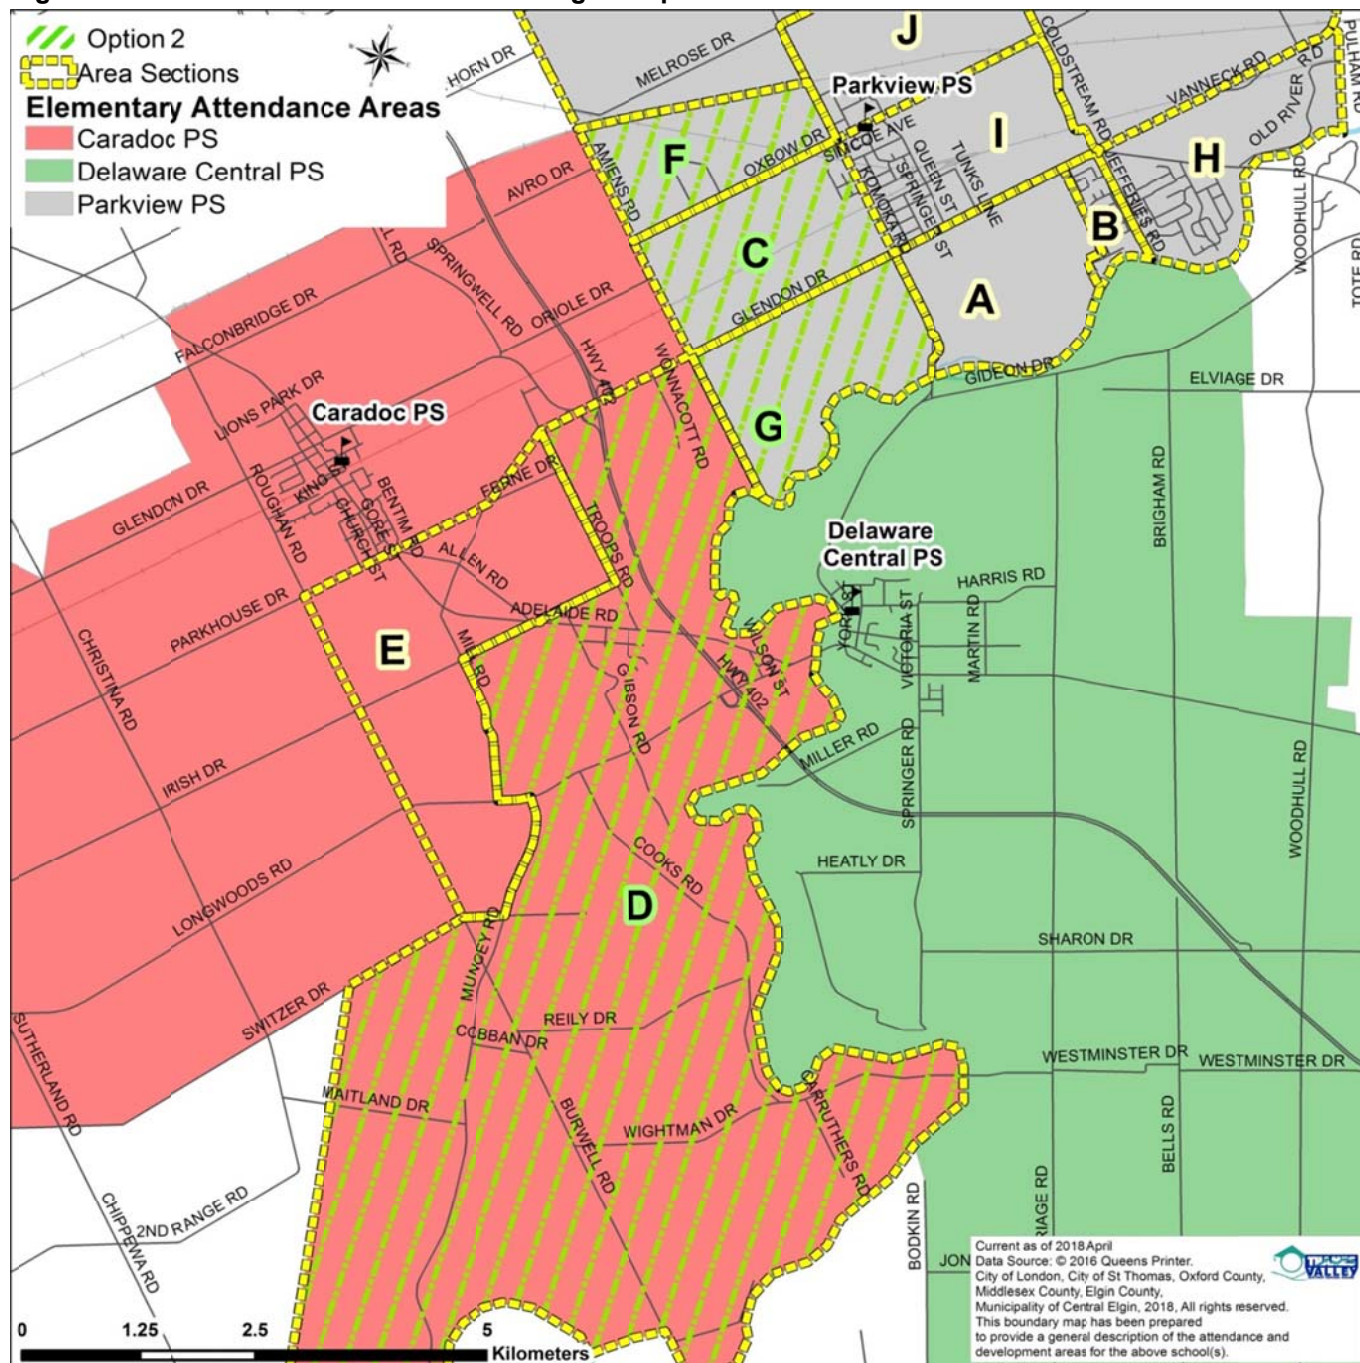 Option 2
Area Sections
Elementary Attendance Areas
Caradoc PS
Delaware Central PS
Parkview PS
HORN DR
MELROSE DR
J
Parkview PS
COLDSTREAM RD
VANNECK RD
OLD RIVER RD
PULHAM RD
F
OXBOW DR
SIMCOE AVE
QUEEN ST
TUNKS LINE
I
H
AMIENS RD
AVRO DR
KOMOKA RD
SPRINGER ST
JEFFERIES RD
B
WOODHULL RD
TOTE RD
C
SPRINGWELL RD
ORIOLE DR
GLENDON DR
A
FALCONBRIDGE DR
HWY 402
WONNACOTT RD
GIDEON DR
ELVIAGE DR
LIONS PARK DR
Caradoc PS
G
KING ST
ROUGHAN RD
BENTIM RD
GORE ST
CHURCH ST
FERNE DR
GLENDON DR
BRIGHAM RD
TROOPS RD
Delaware
Central PS
ALLEN RD
HARRIS RD
PARKHOUSE DR
ADELAIDE RD
YORK ST
VICTORIA ST
MARTIN RD
CHRISTINA RD
E
MILL RD
WILSON ST
GIBSON RD
HWY 402
MILLER RD
SPRINGER RD
WOODHULL RD
IRISH DR
COOKS RD
HEATLY DR
LONGWOODS RD
D
MUNCEY RD
SHARON DR
SWITZER DR
REILY DR
COBBAN DR
WESTMINSTER DR
WESTMINSTER DR
SUTHERLAND RD
MAITLAND DR
BURWELL RD
WIGHTMAN DR
CARRUTHERS RD
BELLS RD
2ND RANGE RD
CHIPPEWA RD
BODKIN RD
RIAGE RD
JON
Current as of 2018 April
Data Source: © 2016 Queens Printer.
City of London, City of St Thomas, Oxford County,
Middlesex County, Elgin County,
Municipality of Central Elgin, 2018, All rights reserved.
This boundary map has been prepared
to provide a general description of the attendance and
development areas for the above school(s).
VALLEY
0 1.25 2.5 5
Kilometers